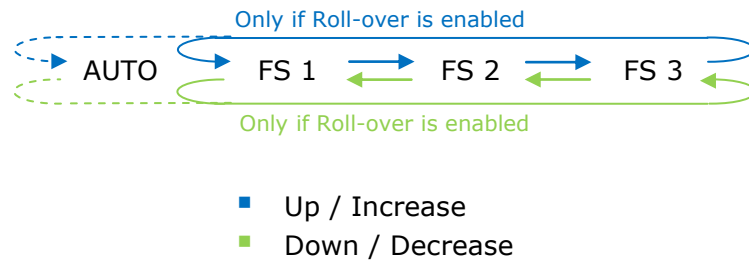 Only if Roll-over is enabled
AUTO FS 1 FS 2 FS 3
Only if Roll-over is enabled
Up / Increase
Down / Decrease